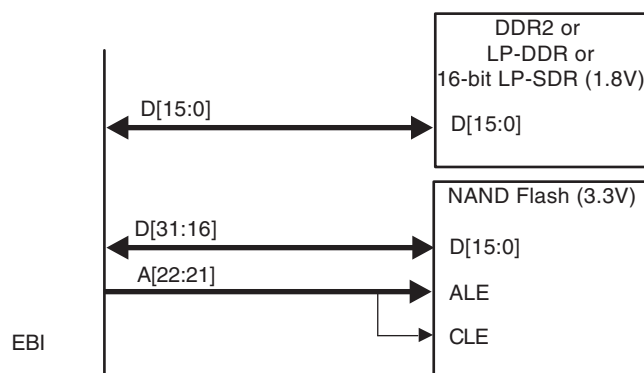 DDR2 or
LP-DDR or
16-bit LP-SDR (1.8V)
D[15:0]
D[15:0]
NAND Flash (3.3V)
D[31:16]
D[15:0]
A[22:21]
ALE
CLE
EBI